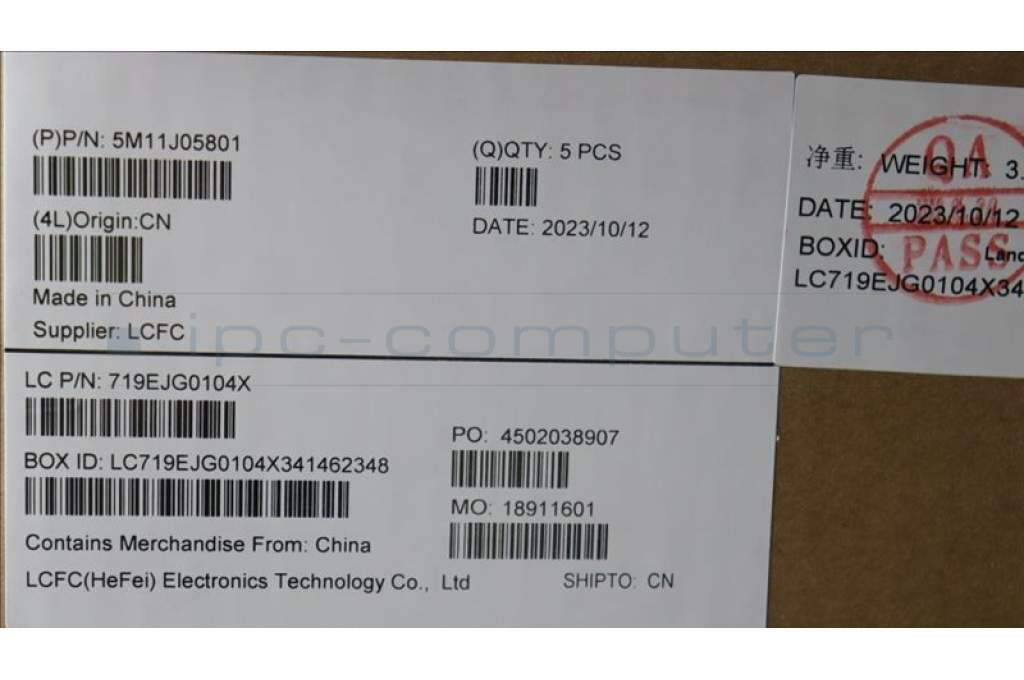 (P)P/N: 5M11J05801
(Q)QTY: 5 PCS
(4L)Origin:CN
DATE: 2023/10/12
Made in China
Supplier: LCFC
净重: WEIGHT: 3.
DATE: 2023/10/12
BOXID:
LC719EJG0104X34
QA
PASS
ipc-computer
LC P/N: 719EJG0104X
PO: 4502038907
BOX ID: LC719EJG0104X341462348
MO: 18911601
Contains Merchandise From: China
LCFC(HeFei) Electronics Technology Co., Ltd
SHIPTO: CN